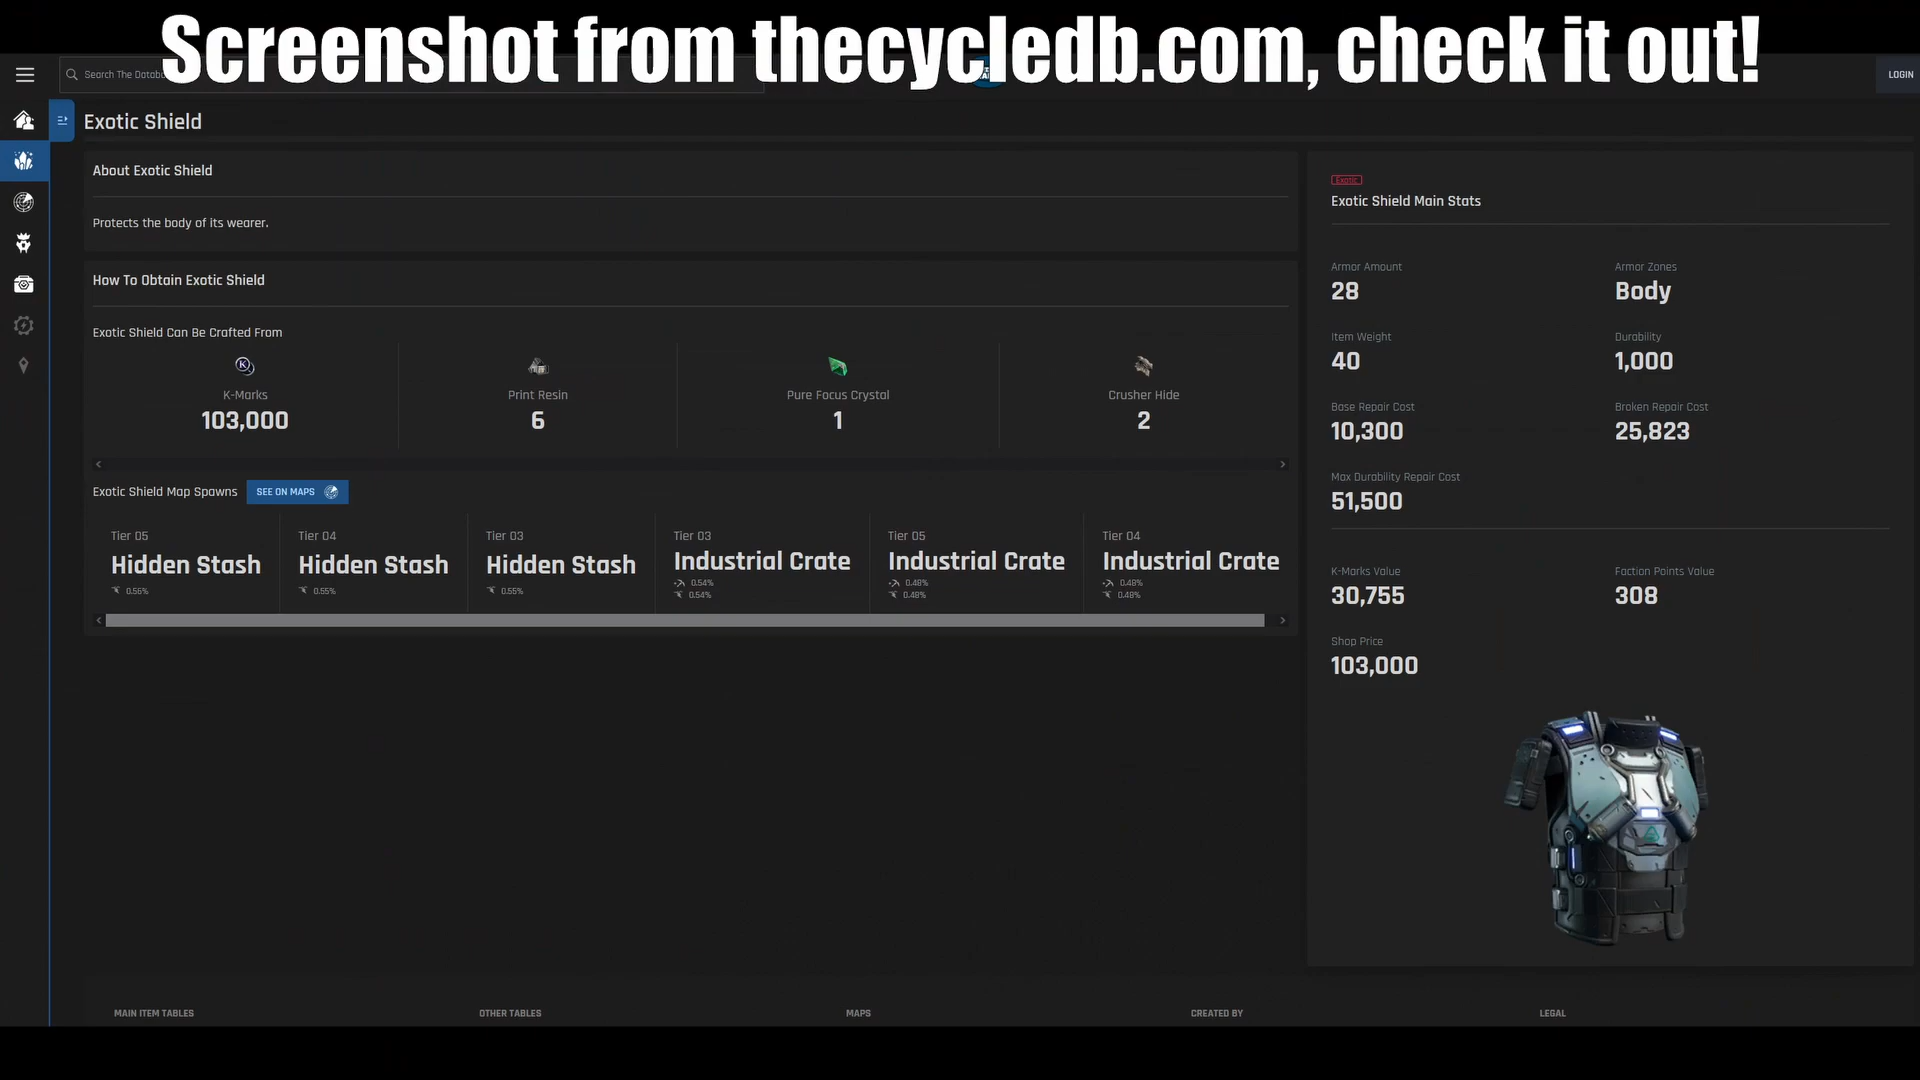 Screenshot from thecycledb.com, check it out!
Search The Databa
LOGIN
Exotic Shield
About Exotic Shield
Protects the body of its wearer.
How To Obtain Exotic Shield
Exotic Shield Can Be Crafted From
K-Marks
103,000
Print Resin
6
Pure Focus Crystal
1
Crusher Hide
2
Exotic Shield Map Spawns
SEE ON MAPS
Tier 05
Hidden Stash
0.56%
Tier 04
Hidden Stash
0.55%
Tier 03
Hidden Stash
0.55%
Tier 03
Industrial Crate
0.54%
0.54%
Tier 05
Industrial Crate
0.48%
0.48%
Tier 04
Industrial Crate
0.48%
0.48%
Exotic
Exotic Shield Main Stats
Armor Amount
28
Armor Zones
Body
Item Weight
40
Durability
1,000
Base Repair Cost
10,300
Broken Repair Cost
25,823
Max Durability Repair Cost
51,500
K-Marks Value
30,755
Faction Points Value
308
Shop Price
103,000
MAIN ITEM TABLES
OTHER TABLES
MAPS
CREATED BY
LEGAL